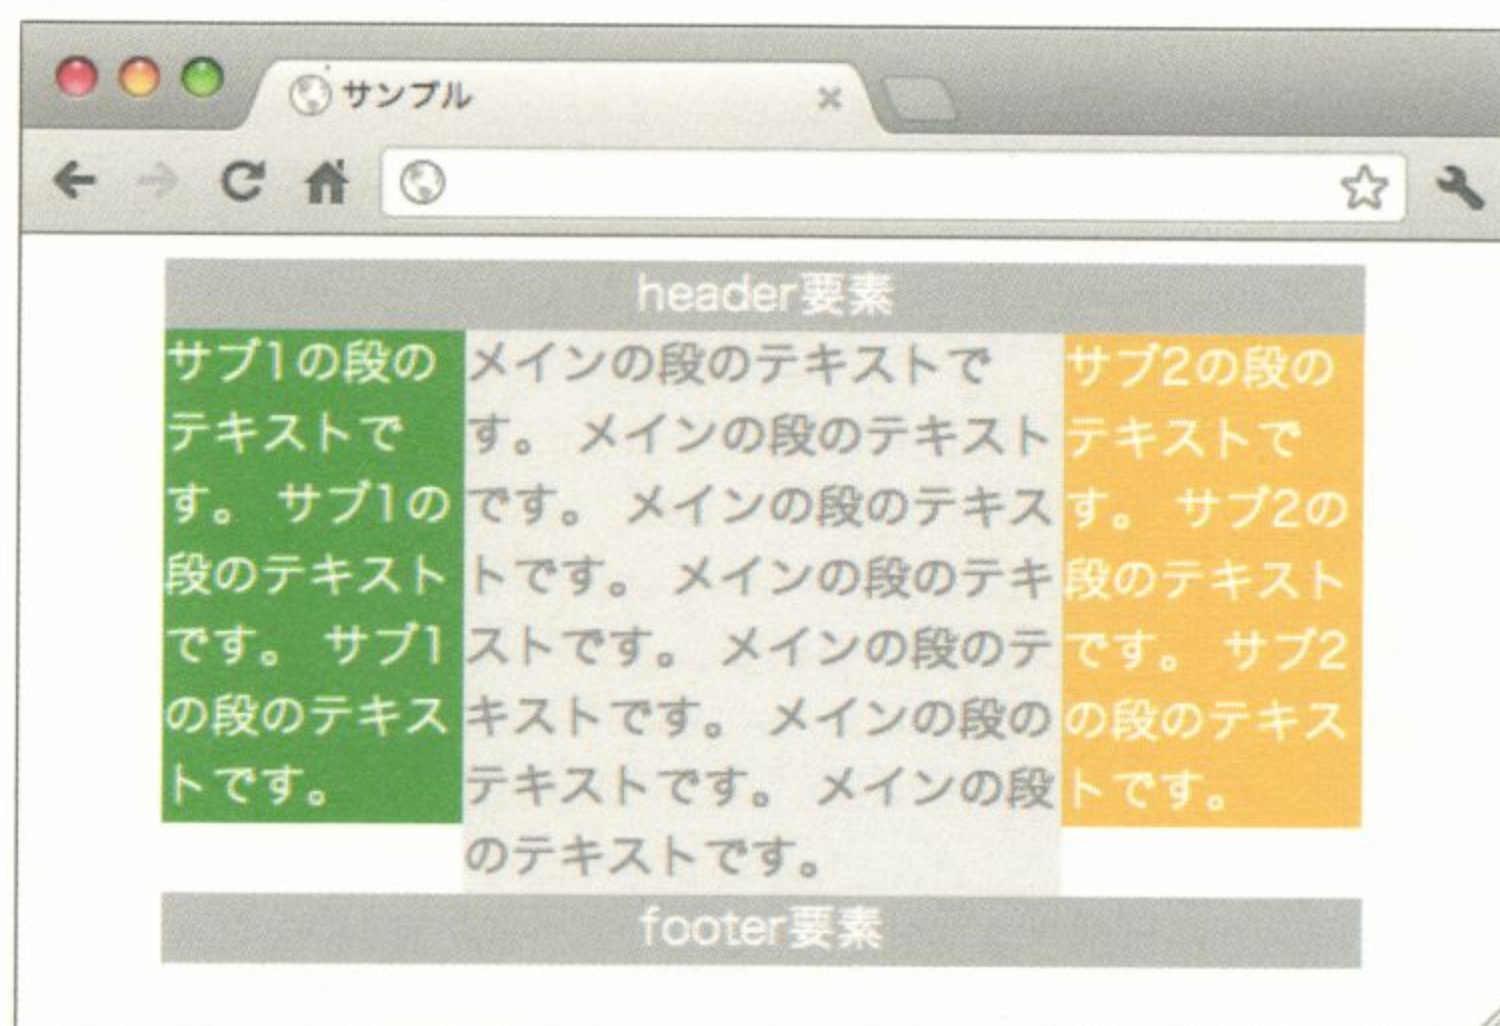 サンプル
header要素
サブ1の段の
テキストで
す。 サブ1の
段のテキスト
です。 サブ1
の段のテキス
トです。
メインの段のテキストで
す。 メインの段のテキスト
です。 メインの段のテキス
トです。 メインの段のテキ
ストです。 メインの段のテ
キストです。 メインの段の
テキストです。 メインの段
のテキストです。
サブ2の段の
テキストで
す。 サブ2の
段のテキスト
です。 サブ2
の段のテキス
トです。
footer要素